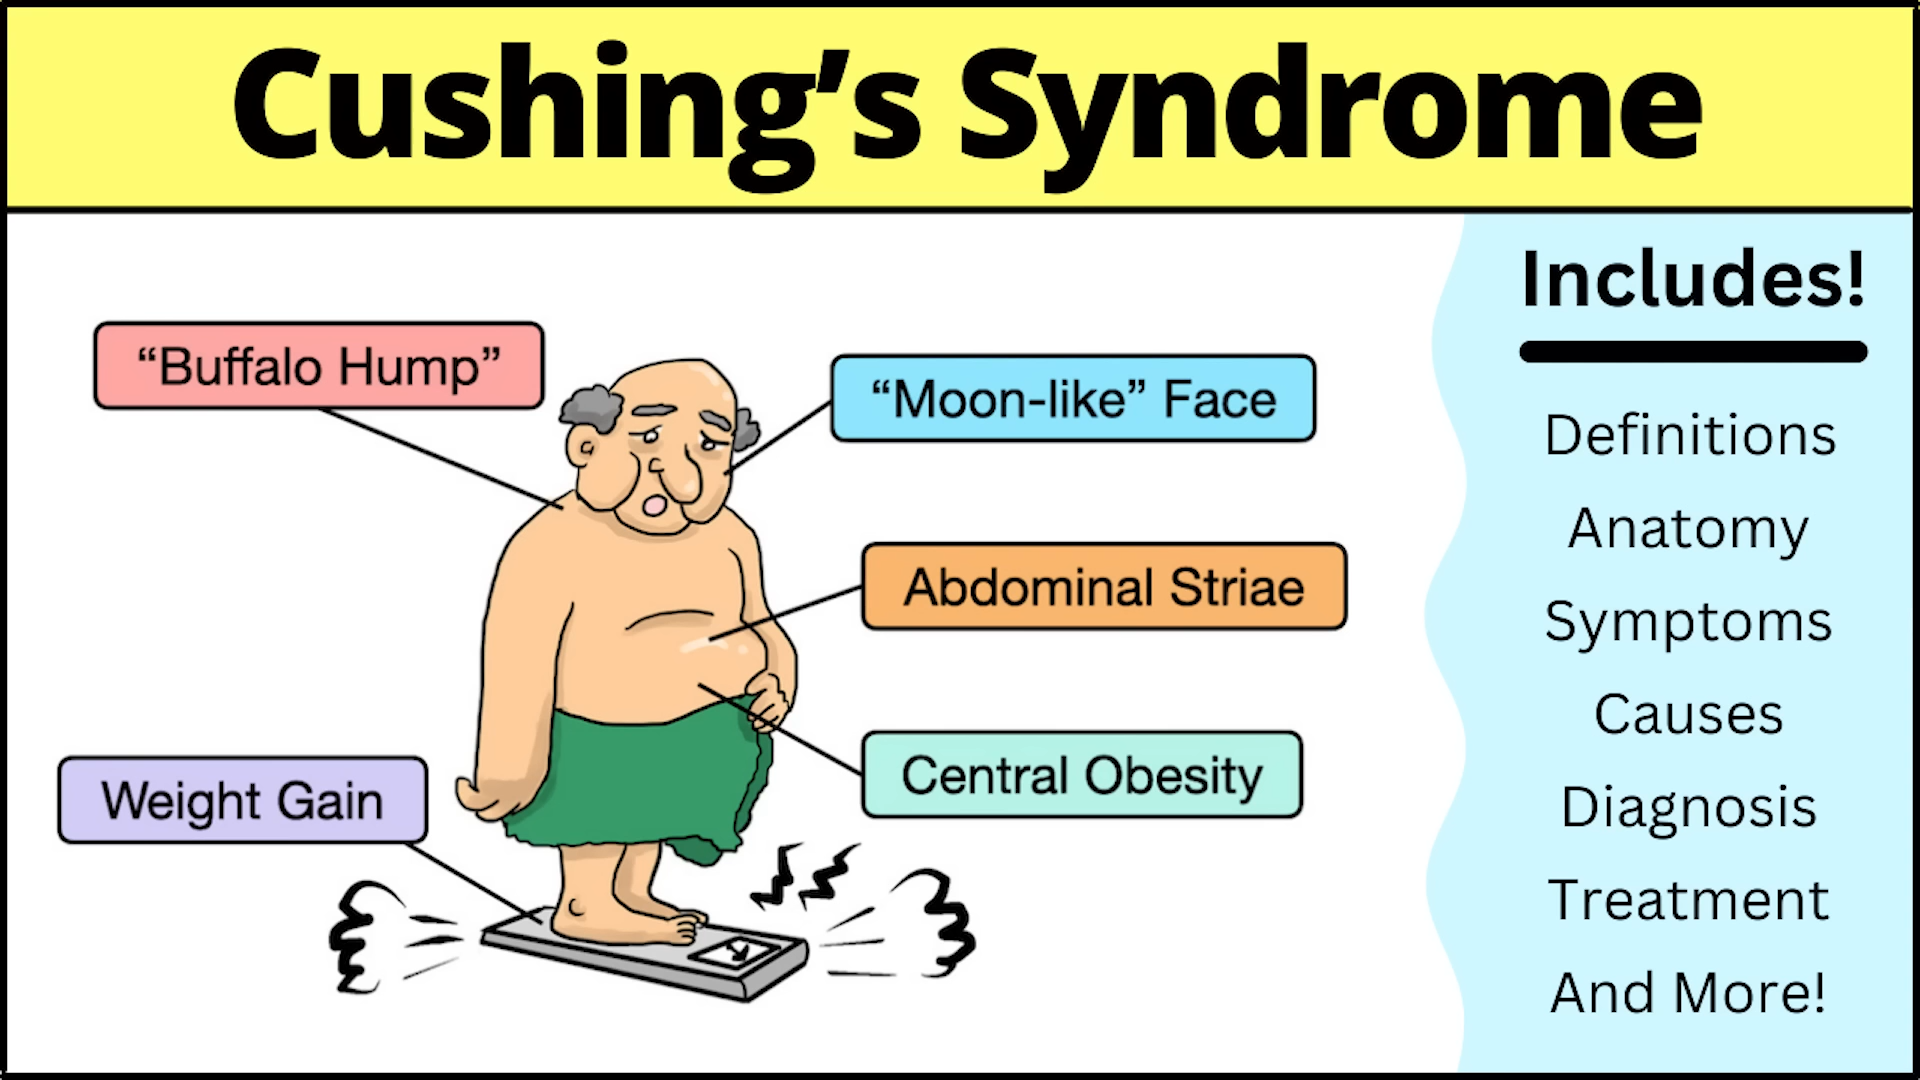 Cushing’s Syndrome
“Buffalo Hump”
“Moon-like” Face
Abdominal Striae
Central Obesity
Weight Gain
Includes!
Definitions
Anatomy
Symptoms
Causes
Diagnosis
Treatment
And More!